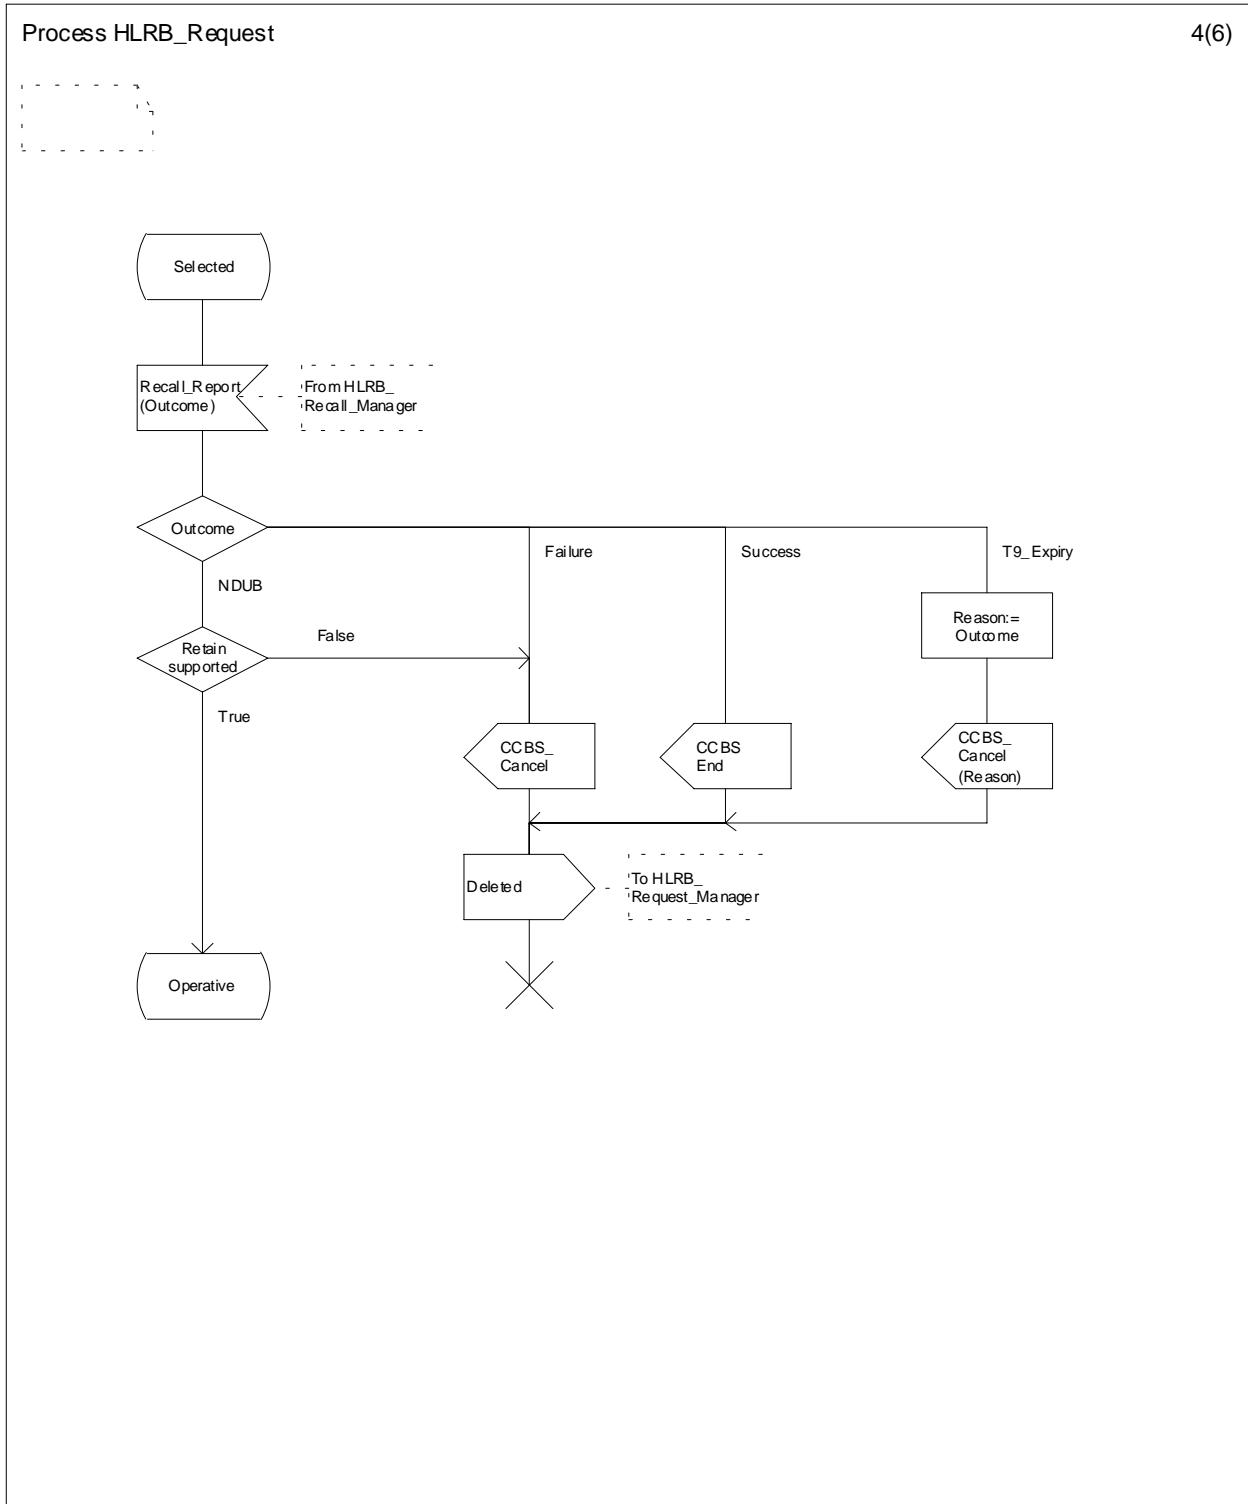 Process HLRB_Request
4(6)
Selected
Recall_Report
(Outcome)
From HLRB_
Recall_Manager
Outcome
Failure
Success
T9_Expiry
NDUB
Reason:=
Outcome
Retain
supported
False
True
CCBS_
Cancel
CCBS
End
CCBS_
Cancel
(Reason)
Deleted
To HLRB_
Request_Manager
Operative